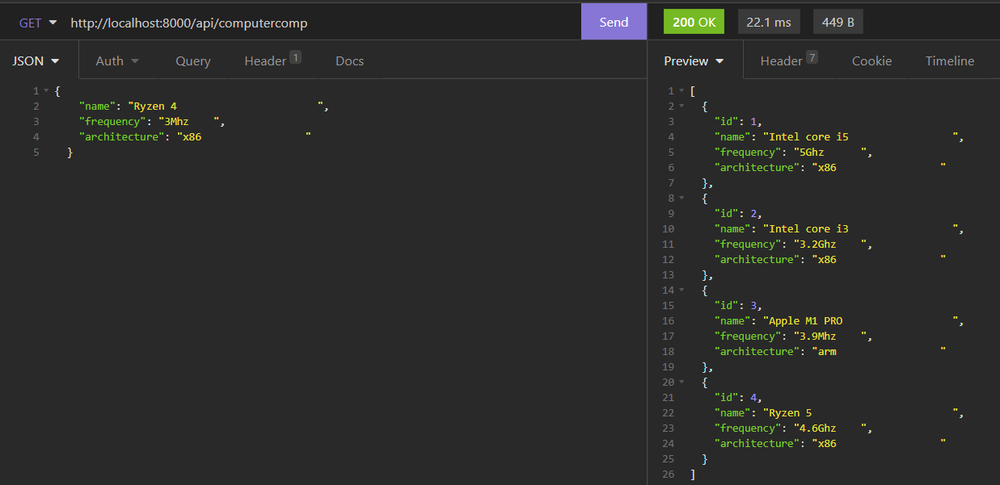 GET http://localhost:8000/api/computercomp Send 200 OK 22.1 ms 449 B
JSON Auth Query Header 1 Docs
1 {
2 "name": "Ryzen 4                       ",
3 "frequency": "3Mhz    ",
4 "architecture": "x86                 "
5 }
Preview Header 7 Cookie Timeline
1 [
2 {
3 "id": 1,
4 "name": "Intel core i5                 ",
5 "frequency": "5Ghz      ",
6 "architecture": "x86                 "
7 },
8 {
9 "id": 2,
10 "name": "Intel core i3                 ",
11 "frequency": "3.2Ghz    ",
12 "architecture": "x86                 "
13 },
14 {
15 "id": 3,
16 "name": "Apple M1 PRO                  ",
17 "frequency": "3.9Mhz    ",
18 "architecture": "arm                 "
19 },
20 {
21 "id": 4,
22 "name": "Ryzen 5                       ",
23 "frequency": "4.6Ghz    ",
24 "architecture": "x86                 "
25 }
26 ]